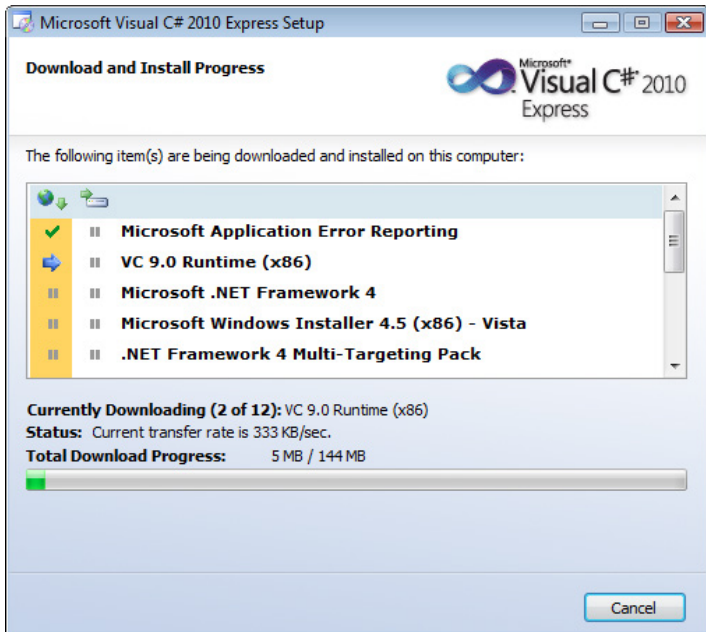 Microsoft Visual C# 2010 Express Setup
Download and Install Progress
Microsoft®
Visual C#® 2010
Express
The following item(s) are being downloaded and installed on this computer:
Microsoft Application Error Reporting
VC 9.0 Runtime (x86)
Microsoft .NET Framework 4
Microsoft Windows Installer 4.5 (x86) - Vista
.NET Framework 4 Multi-Targeting Pack
Currently Downloading (2 of 12): VC 9.0 Runtime (x86)
Status: Current transfer rate is 333 KB/sec.
Total Download Progress: 5 MB / 144 MB
Cancel